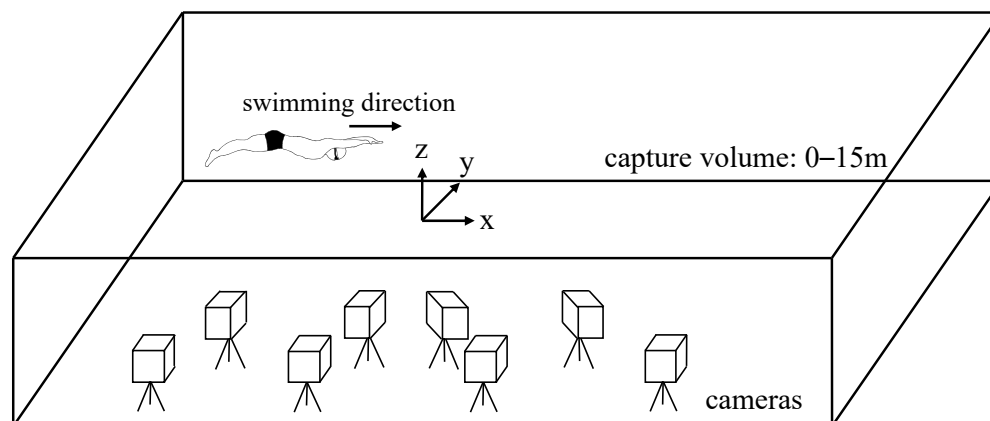 swimming direction
z
y
capture volume: 0–15m
x
cameras